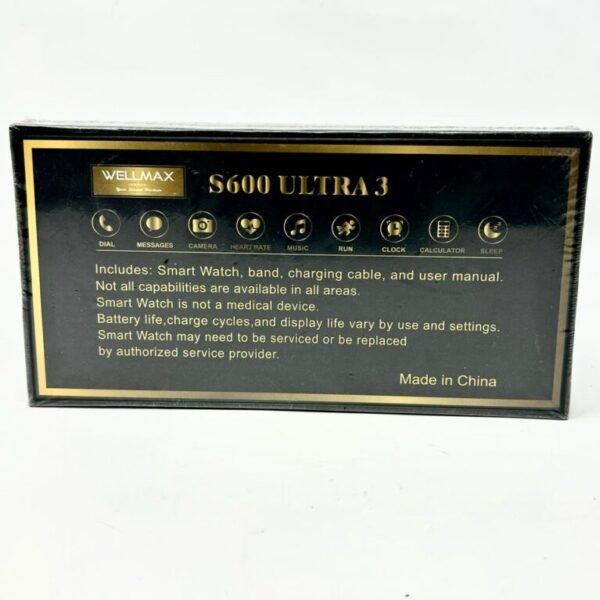 WELLMAX
S600 ULTRA 3
DIAL MESSAGES CAMERA HEART RATE MUSIC RUN CLOCK CALCULATOR SLEEP
Includes: Smart Watch, band, charging cable, and user manual.
Not all capabilities are available in all areas.
Smart Watch is not a medical device.
Battery life,charge cycles,and display life vary by use and settings.
Smart Watch may need to be serviced or be replaced
by authorized service provider.
Made in China